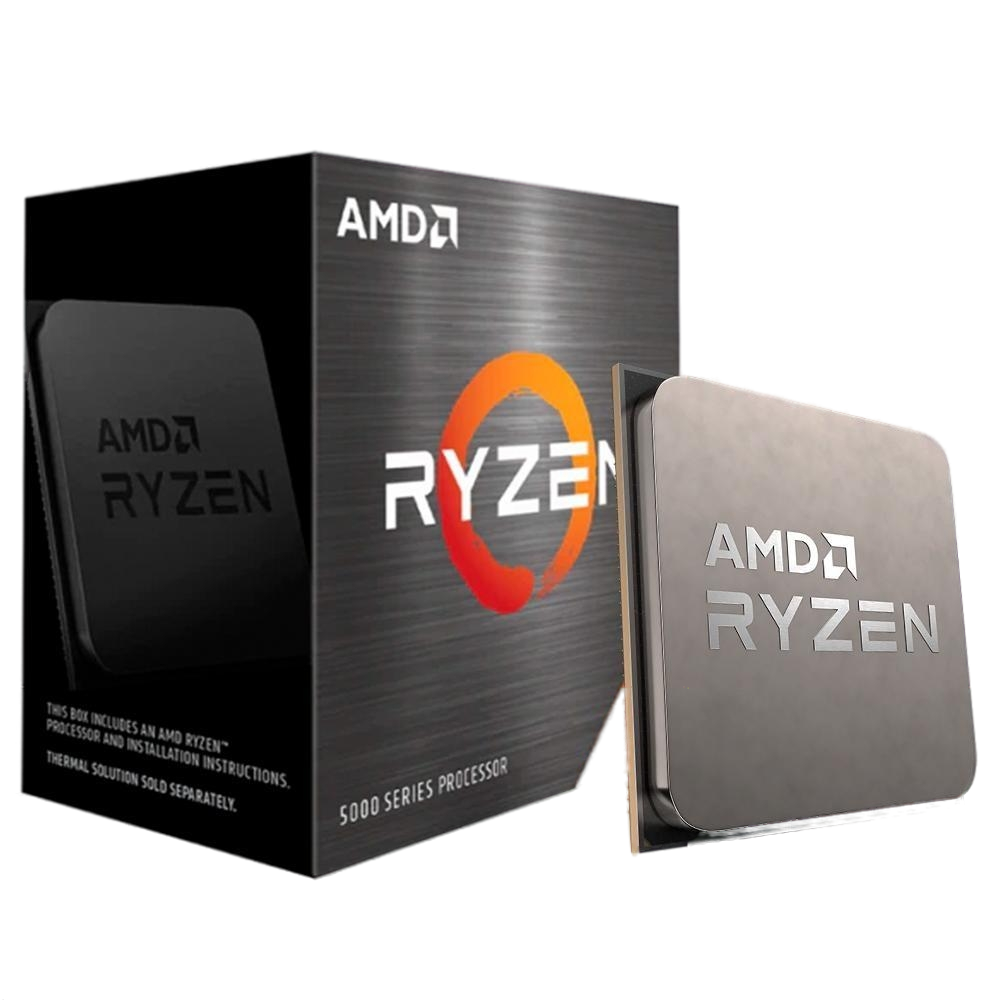 AMD
RYZEN
THIS BOX INCLUDES AN AMD RYZEN™
PROCESSOR AND INSTALLATION INSTRUCTIONS.
THERMAL SOLUTION SOLD SEPARATELY.
AMD
RYZEN
5000 SERIES PROCESSOR
AMD
RYZEN